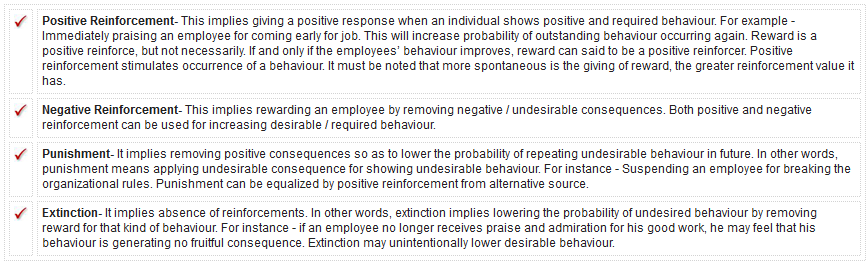 Positive Reinforcement- This implies giving a positive response when an individual shows positive and required behaviour. For example -
Immediately praising an employee for coming early for job. This will increase probability of outstanding behaviour occurring again. Reward is a
positive reinforce, but not necessarily. If and only if the employees' behaviour improves, reward can said to be a positive reinforcer. Positive
reinforcement stimulates occurrence of a behaviour. It must be noted that more spontaneous is the giving of reward, the greater reinforcement value it
has.
Negative Reinforcement- This implies rewarding an employee by removing negative / undesirable consequences. Both positive and negative
reinforcement can be used for increasing desirable / required behaviour.
Punishment- It implies removing positive consequences so as to lower the probability of repeating undesirable behaviour in future. In other words,
punishment means applying undesirable consequence for showing undesirable behaviour. For instance - Suspending an employee for breaking the
organizational rules. Punishment can be equalized by positive reinforcement from alternative source.
Extinction- It implies absence of reinforcements. In other words, extinction implies lowering the probability of undesired behaviour by removing
reward for that kind of behaviour. For instance - if an employee no longer receives praise and admiration for his good work, he may feel that his
behaviour is generating no fruitful consequence. Extinction may unintentionally lower desirable behaviour.